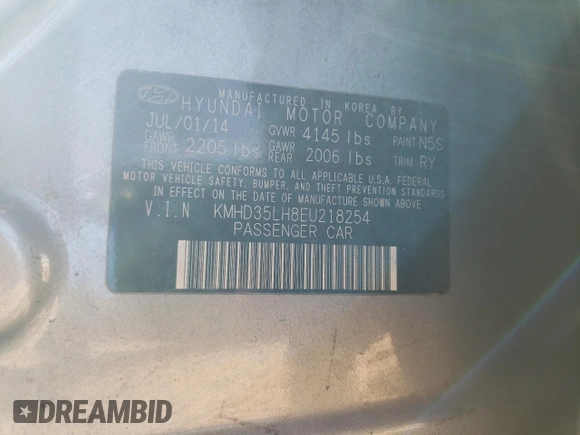 MANUFACTURED IN KOREA BY
HYUNDAI MOTOR COMPANY
JUL/01/14 GVWR 4145 lbs PAINT N5S
GAWR FRONT 2205 lbs GAWR REAR 2006 lbs TRIM RY
THIS VEHICLE CONFORMS TO ALL APPLICABLE U.S.A. FEDERAL
MOTOR VEHICLE SAFETY, BUMPER, AND THEFT PREVENTION STANDARDS
IN EFFECT ON THE DATE OF MANUFACTURE SHOWN ABOVE.
V.I.N KMHD35LH8EU218254
PASSENGER CAR
DREAMBID